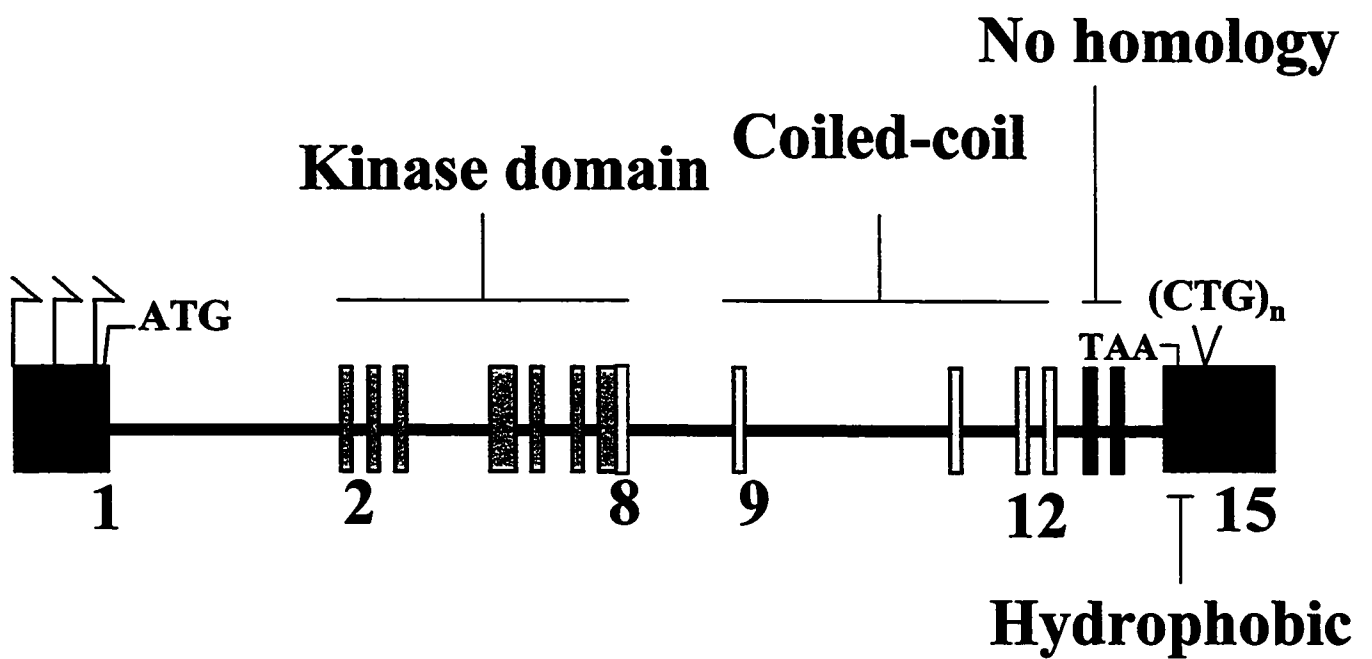 No homology
Coiled-coil
Kinase domain
ATG
(CTG)n
TAA
1
2
8
9
12
15
Hydrophobic